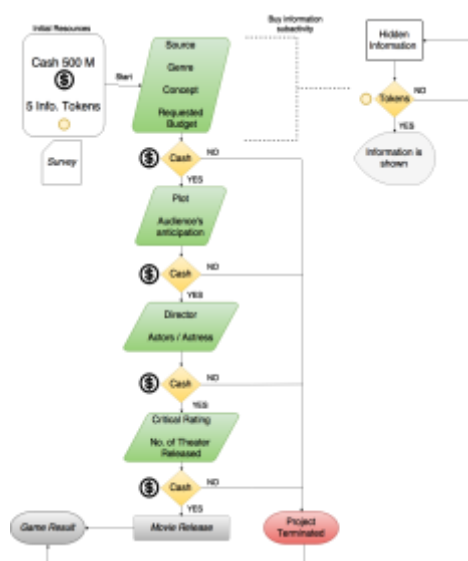 Initial Resources
Cash 500 M
$
5 Info. Tokens
Start
Survey
Source
Genre
Concept
Requested
Budget
Buy information
subactivity
Hidden
Information
Tokens
NO
YES
Information is
shown
$
Cash
NO
YES
Plot
Audience's
anticipation
$
Cash
NO
YES
Director
Actors / Astress
$
Cash
NO
YES
Critical Rating
No. of Theater
Released
$
Cash
NO
YES
Game Result
Movie Release
Project
Terminated